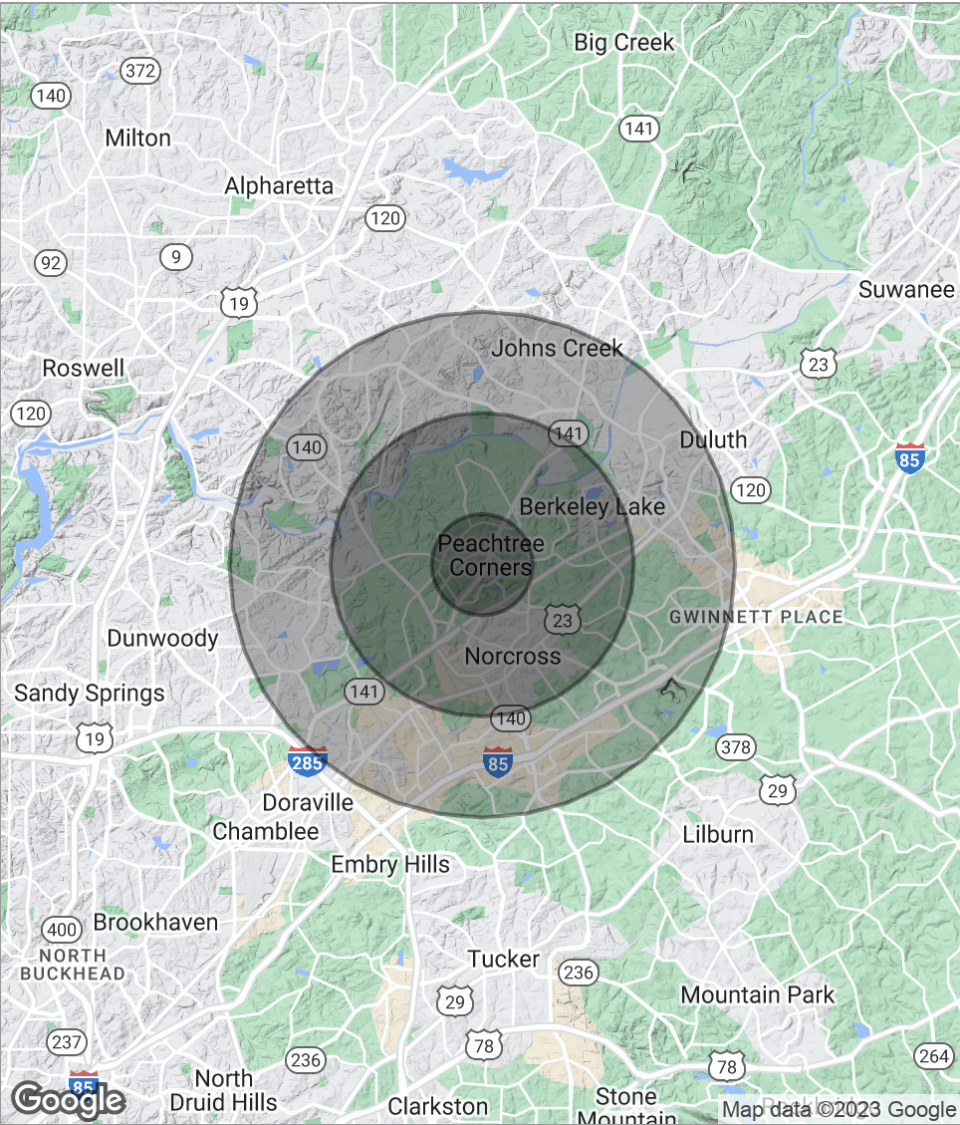 Big Creek
372
140
141
Milton
Alpharetta
120
92
9
Suwanee
19
Johns Creek
23
Roswell
120
141
Duluth
140
85
120
Berkeley Lake
Peachtree
Corners
23
GWINNETT PLACE
Dunwoody
Norcross
Sandy Springs
141
140
19
378
285
85
29
Doraville
Chamblee
Lilburn
Embry Hills
Brookhaven
400
NORTH
BUCKHEAD
Tucker
236
Mountain Park
29
237
78
236
264
78
85
North
Druid Hills
Google
Clarkston
Stone
Mountain
Map data ©2023 Google